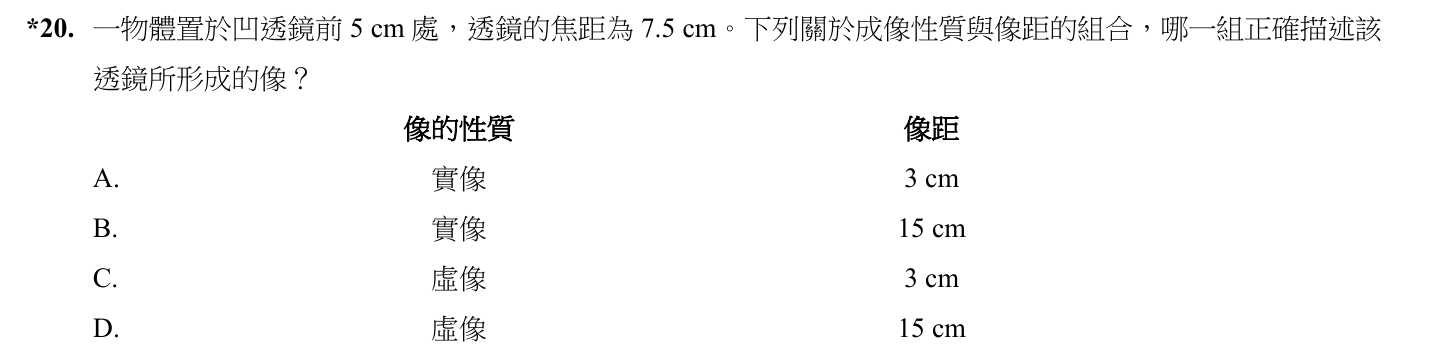 *20. 一物體置於凹透鏡前 5 cm 處，透鏡的焦距為 7.5 cm。下列關於成像性質與像距的組合，哪一組正確描述該
透鏡所形成的像？
像的性質 像距
A. 實像 3 cm
B. 實像 15 cm
C. 虛像 3 cm
D. 虛像 15 cm